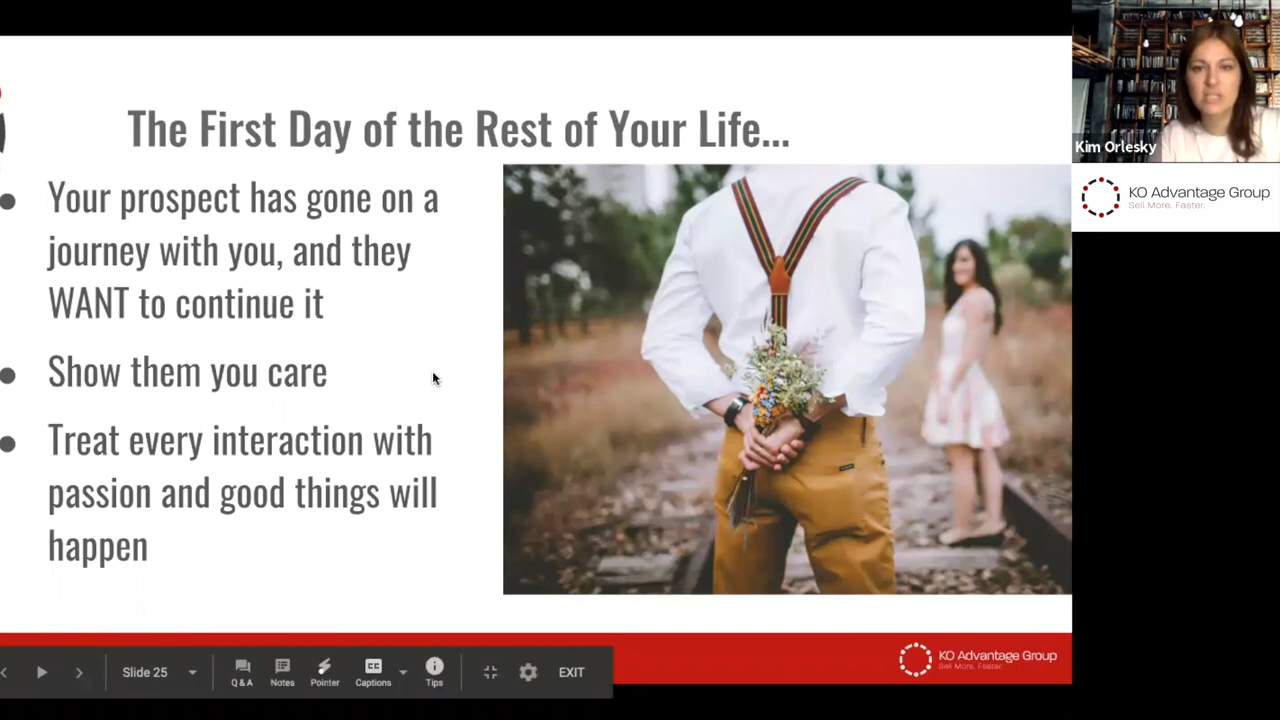 The First Day of the Rest of Your Life...
Your prospect has gone on a
journey with you, and they
WANT to continue it
Show them you care
Treat every interaction with
passion and good things will
happen
Kim Orlesky
KO Advantage Group
Sell More. Faster.
KO Advantage Group
Sell More. Faster.
Slide 25
Q & A
Notes
Pointer
CC
Captions
Tips
EXIT